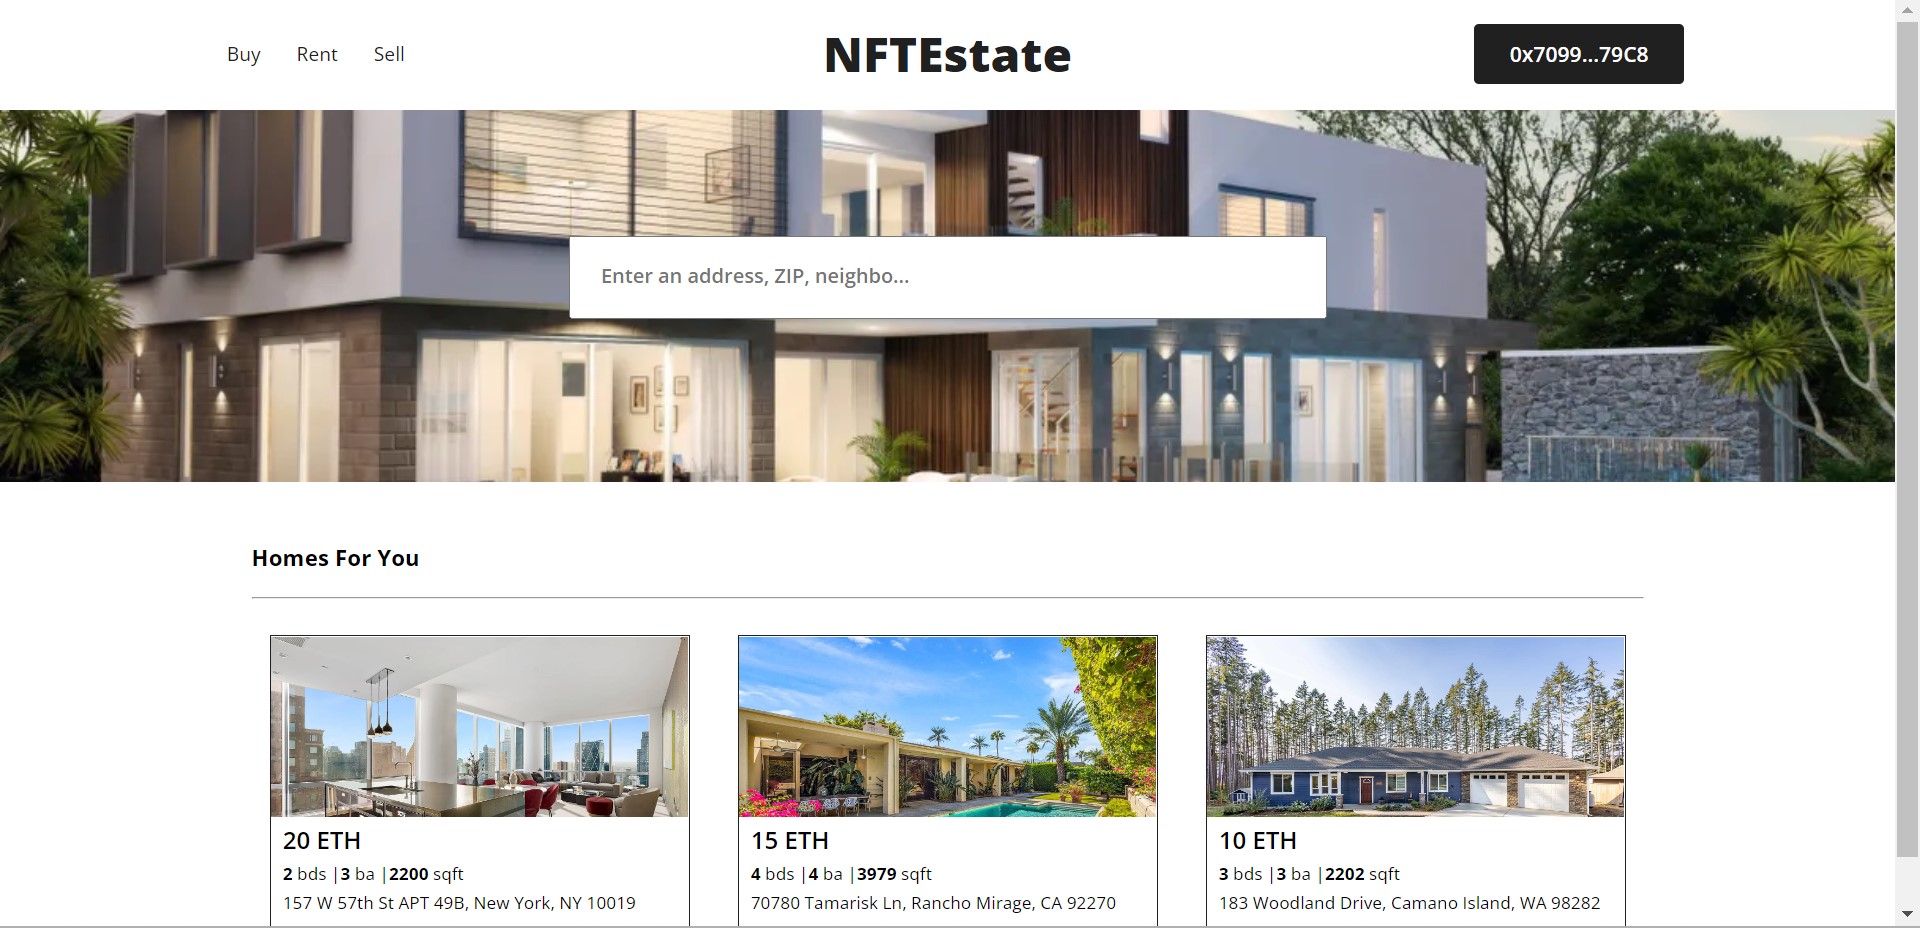 Buy Rent Sell
NFTEstate
0x7099...79C8
Enter an address, ZIP, neighbo...
Homes For You
20 ETH
2 bds |3 ba |2200 sqft
157 W 57th St APT 49B, New York, NY 10019
15 ETH
4 bds |4 ba |3979 sqft
70780 Tamarisk Ln, Rancho Mirage, CA 92270
10 ETH
3 bds |3 ba |2202 sqft
183 Woodland Drive, Camano Island, WA 98282